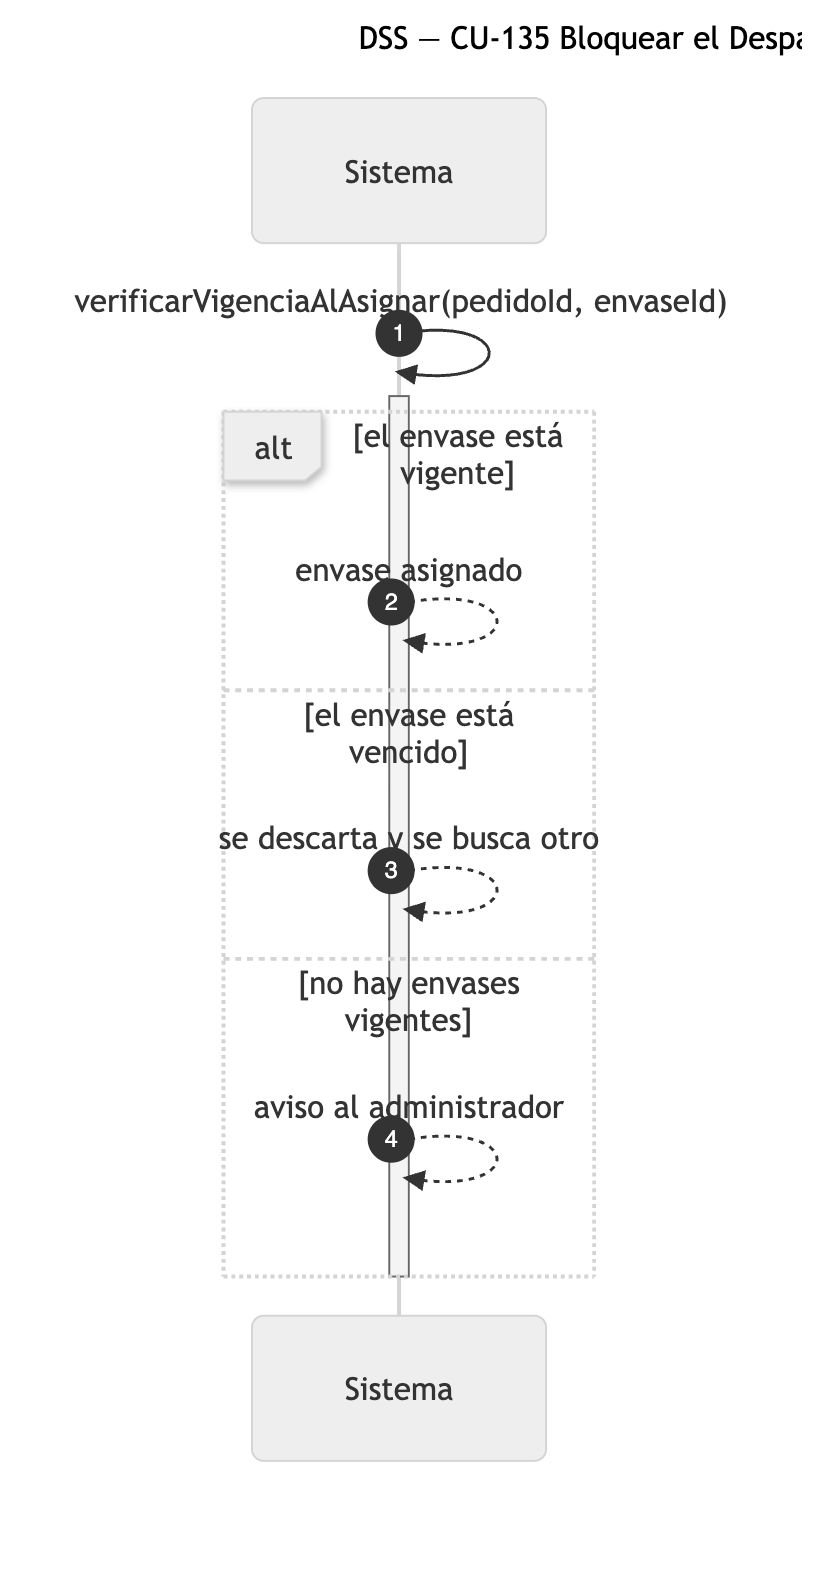 DSS — CU-135 Bloquear el Despa
Sistema
verificarVigenciaAlAsignar(pedidoId, envaseId)
1
alt
[el envase está
vigente]
envase asignado
2
[el envase está
vencido]
se descarta y se busca otro
3
[no hay envases
vigentes]
aviso al administrador
4
Sistema